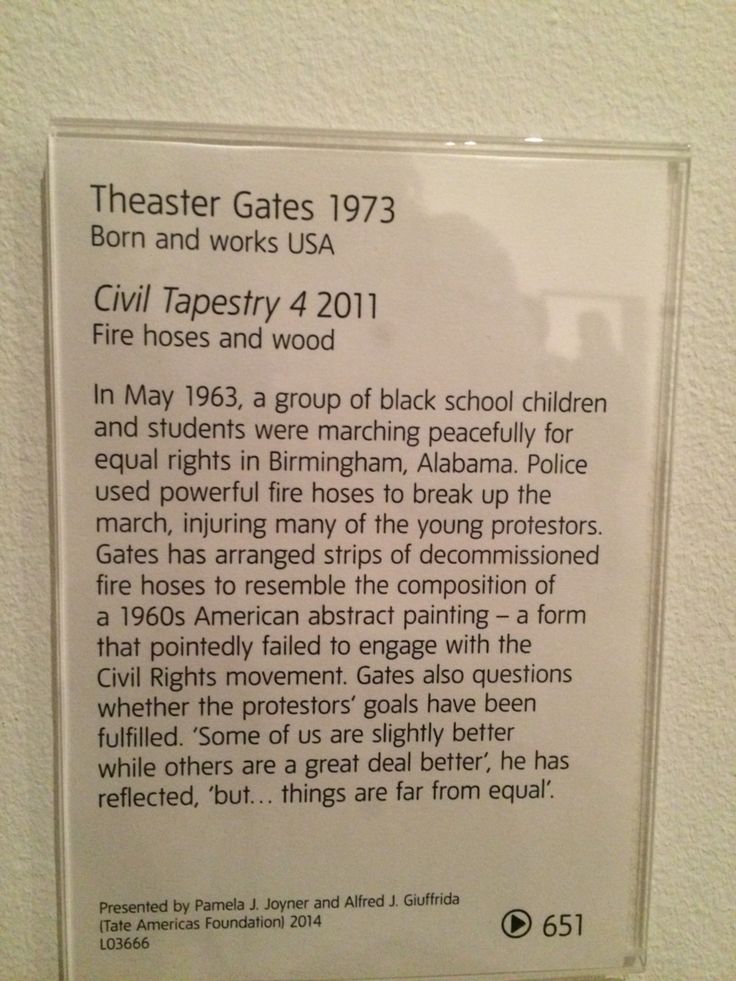 Theaster Gates 1973
Born and works USA
Civil Tapestry 4 2011
Fire hoses and wood
In May 1963, a group of black school children
and students were marching peacefully for
equal rights in Birmingham, Alabama. Police
used powerful fire hoses to break up the
march, injuring many of the young protestors.
Gates has arranged strips of decommissioned
fire hoses to resemble the composition of
a 1960s American abstract painting – a form
that pointedly failed to engage with the
Civil Rights movement. Gates also questions
whether the protestors’ goals have been
fulfilled. ‘Some of us are slightly better
while others are a great deal better’, he has
reflected, ‘but… things are far from equal’.
Presented by Pamela J. Joyner and Alfred J. Giuffrida
(Tate Americas Foundation) 2014
L03666
651